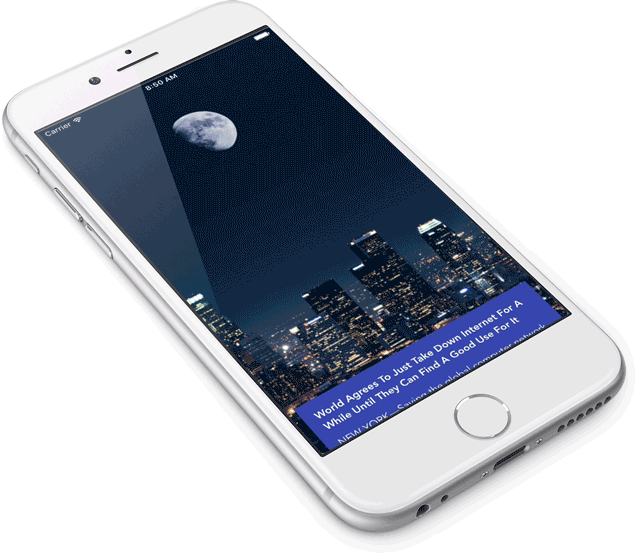 Carrier
8:50 AM
World Agrees To Just Take Down Internet For A
While Until They Can Find A Good Use For It
NEW YORK—Saying the global computer network